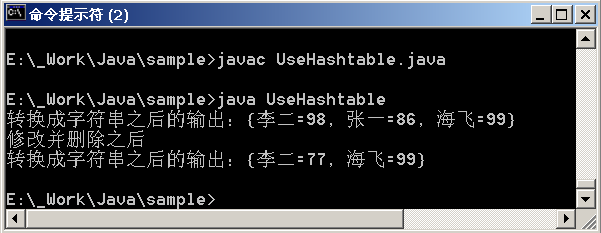 命令提示符 (2)
E:\_Work\Java\sample>javac UseHashtable.java
E:\_Work\Java\sample>java UseHashtable
转换成字符串之后的输出：{李二=98, 张一=86, 海飞=99}
修改并删除之后
转换成字符串之后的输出：{李二=77, 海飞=99}
E:\_Work\Java\sample>